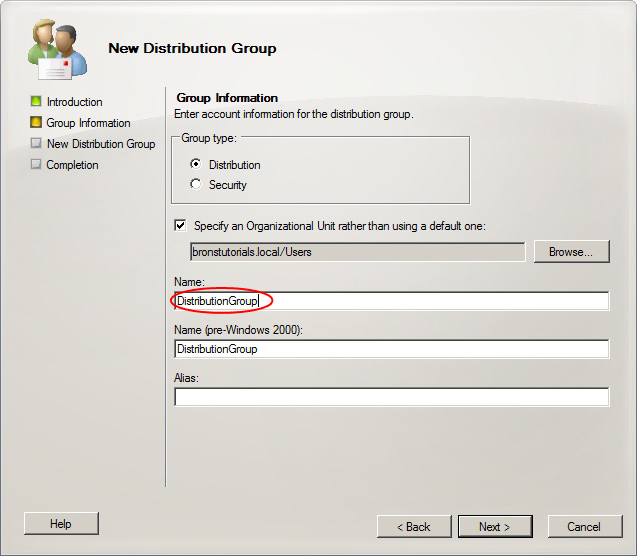 New Distribution Group
Introduction
Group Information
New Distribution Group
Completion
Group Information
Enter account information for the distribution group.
Group type:
Distribution
Security
Specify an Organizational Unit rather than using a default one:
bronstutorials.local/Users
Browse...
Name:
DistributionGroup
Name (pre-Windows 2000):
DistributionGroup
Alias:
Help
< Back
Next >
Cancel